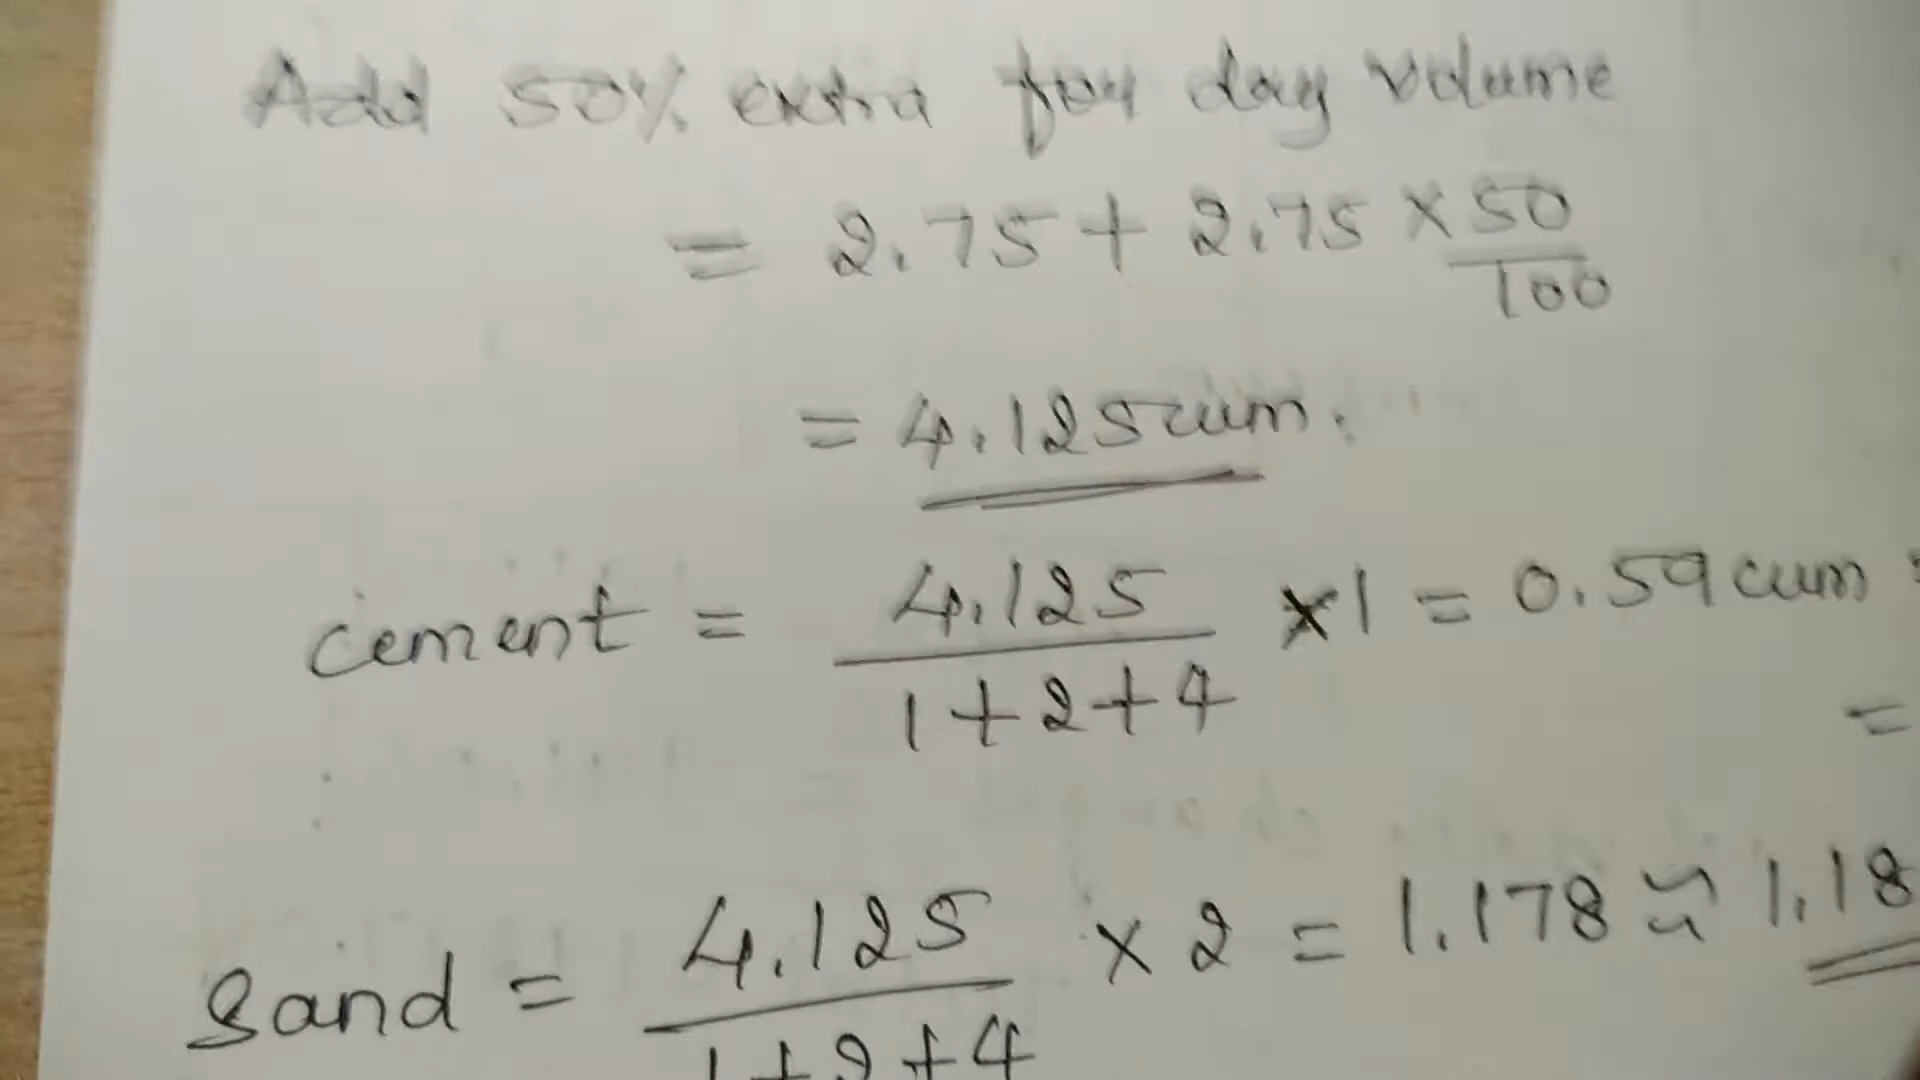 Add 50% extra for dry volume
= 2.75 + 2.75 × 50/100
= 4.125 cum.
cement = 4.125/1+2+4 ×1 = 0.59 cum =
=
Sand = 4.125/1+2+4 × 2 = 1.178 ≈ 1.18